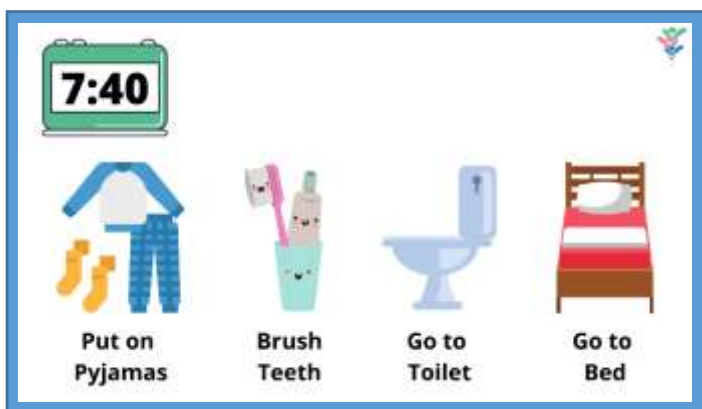 7:40
Put on
Pyjamas
Brush
Teeth
Go to
Toilet
Go to
Bed